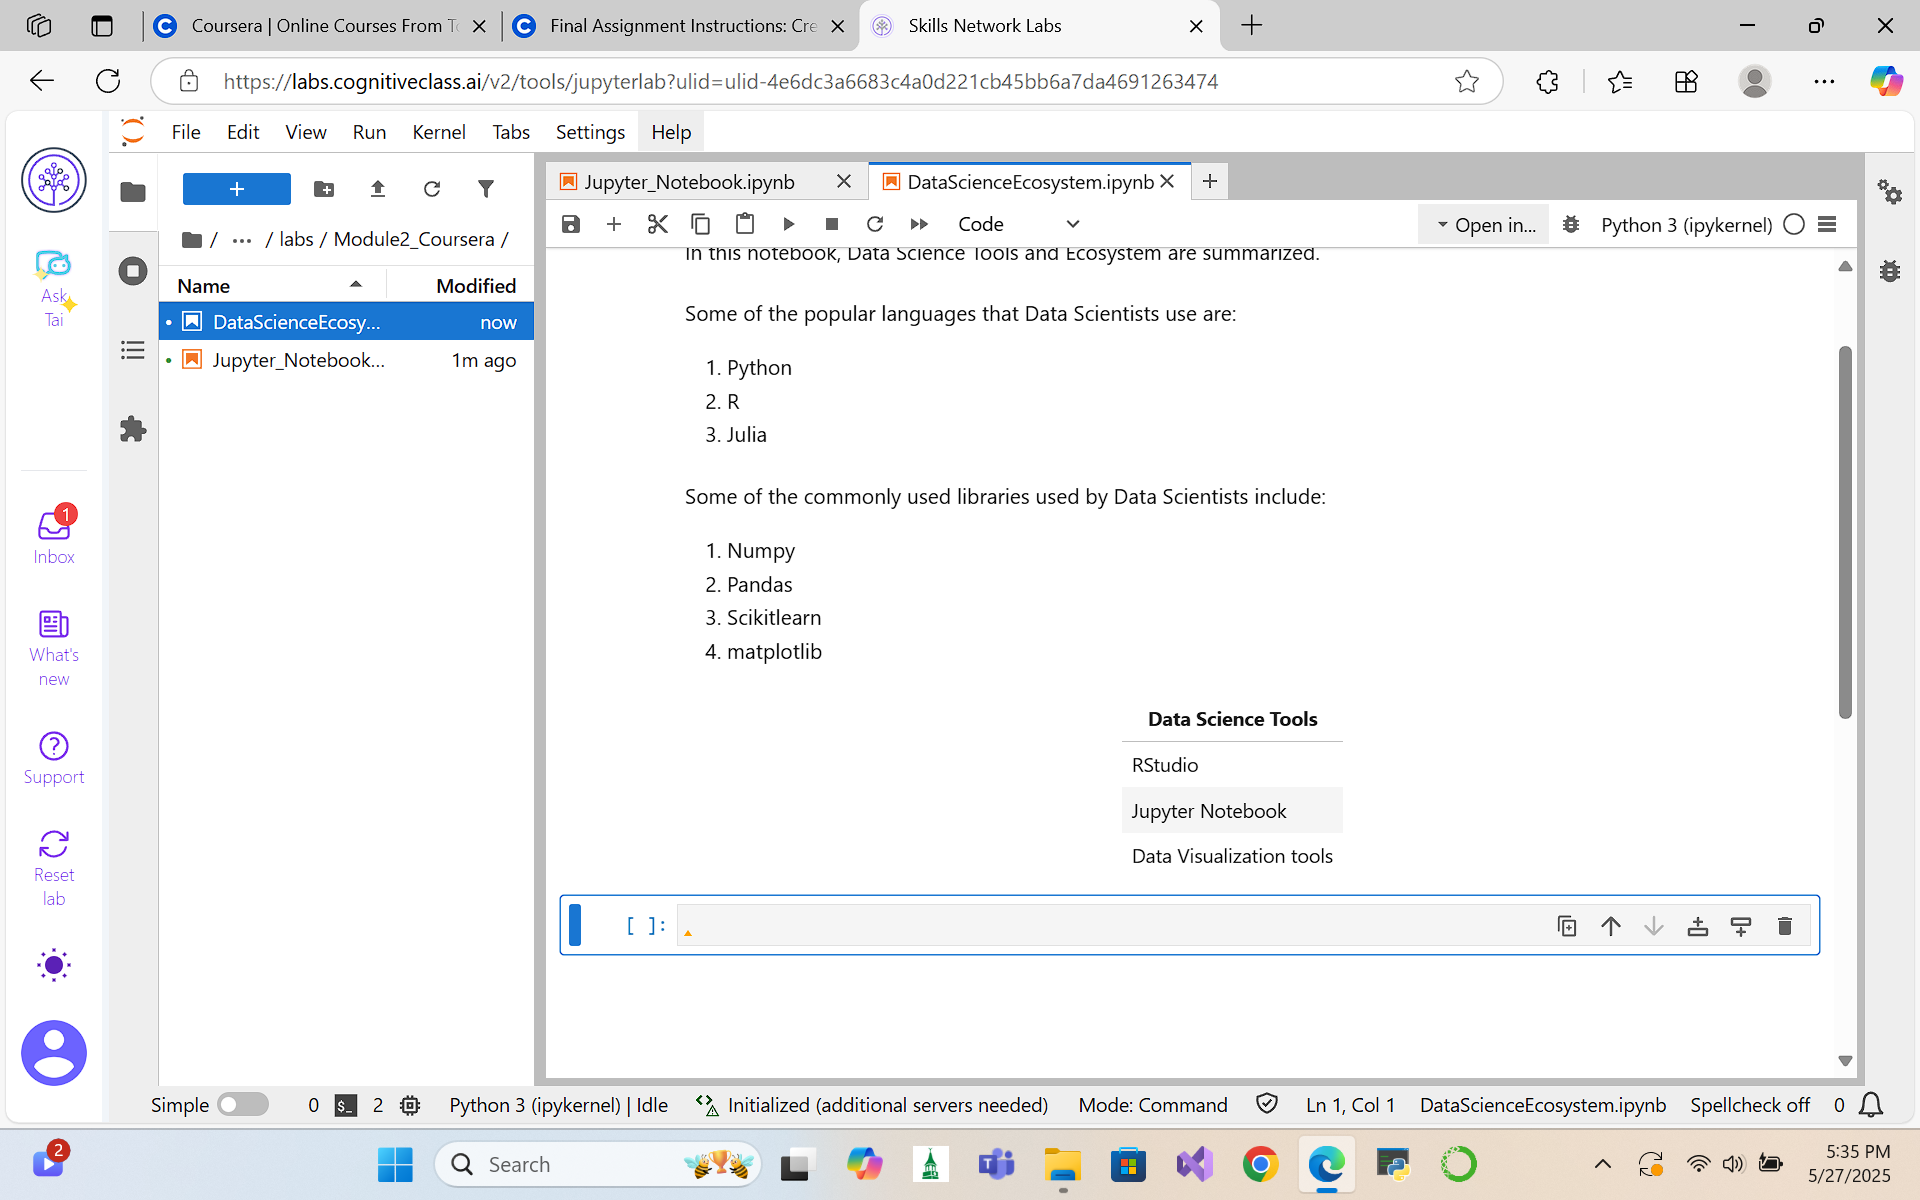 Coursera | Online Courses From To
Final Assignment Instructions: Cre
Skills Network Labs
https://labs.cognitiveclass.ai/v2/tools/jupyterlab?ulid=ulid-4e6dc3a6683c4a0d221cb45bb6a7da4691263474
File Edit View Run Kernel Tabs Settings Help
Jupyter_Notebook.ipynb
DataScienceEcosystem.ipynb
Code
Open in...
Python 3 (ipykernel)
/ ... / labs / Module2_Coursera /
Name Modified
DataScienceEcosy... now
Jupyter_Notebook... 1m ago
Ask
Tai
1
Inbox
What's
new
Support
Reset
lab
In this notebook, Data Science Tools and Ecosystem are summarized.
Some of the popular languages that Data Scientists use are:
1. Python
2. R
3. Julia
Some of the commonly used libraries used by Data Scientists include:
1. Numpy
2. Pandas
3. Scikitlearn
4. matplotlib
Data Science Tools
RStudio
Jupyter Notebook
Data Visualization tools
[ ]:
Simple 0 $_ 2 Python 3 (ipykernel) | Idle Initialized (additional servers needed) Mode: Command Ln 1, Col 1 DataScienceEcosystem.ipynb Spellcheck off 0
2
Search
5:35 PM
5/27/2025